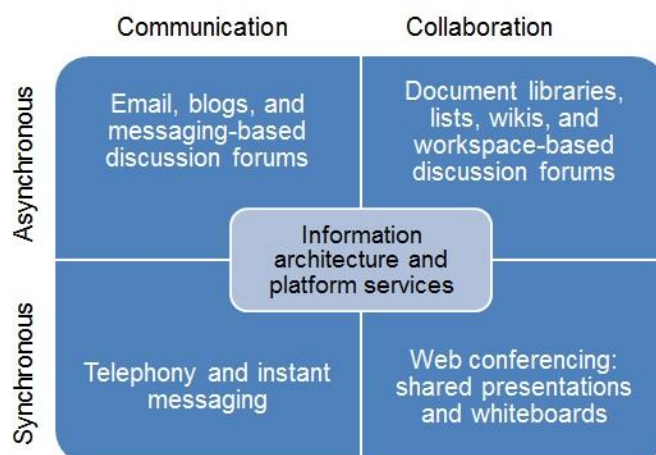 Communication
Collaboration
Asynchronous
Email, blogs, and
messaging-based
discussion forums
Document libraries,
lists, wikis, and
workspace-based
discussion forums
Information
architecture and
platform services
Synchronous
Telephony and instant
messaging
Web conferencing:
shared presentations
and whiteboards